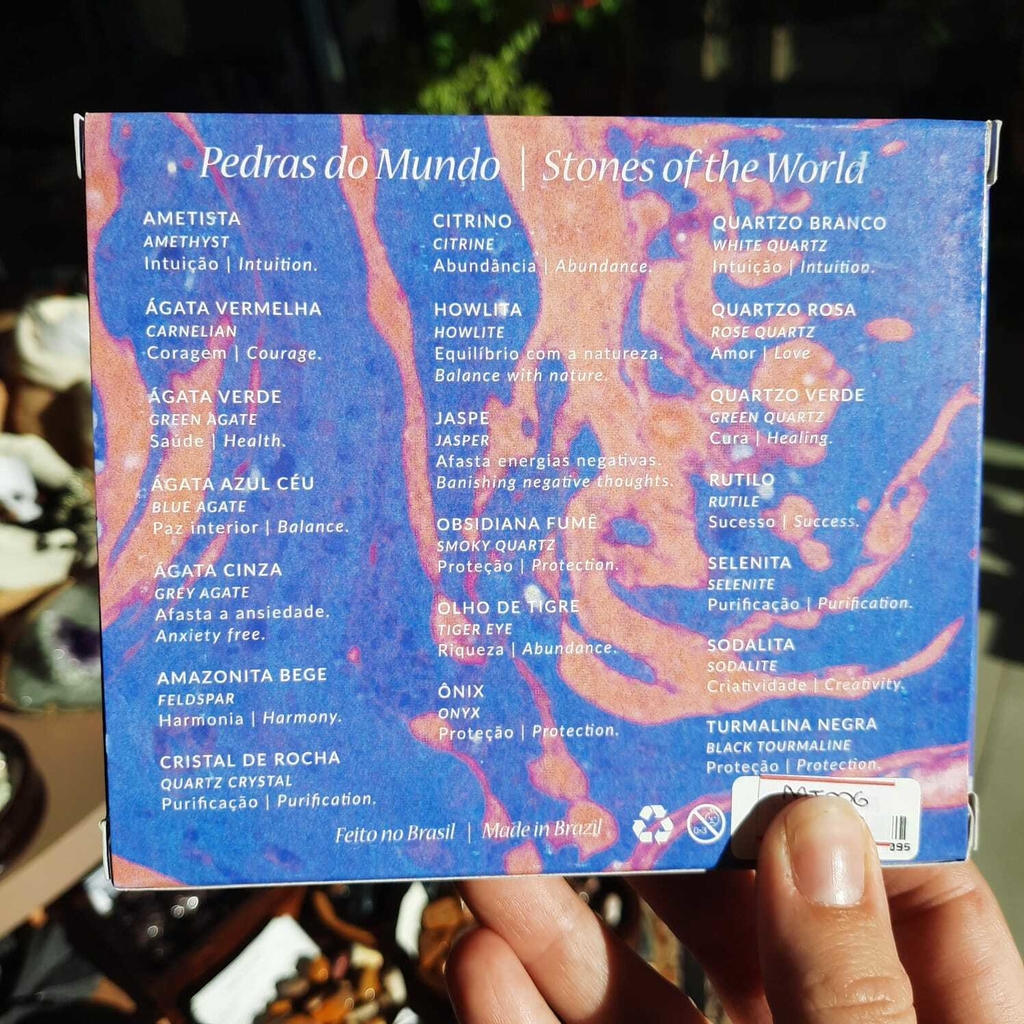 Pedras do Mundo | Stones of the World
AMETISTA
AMETHYST
Intuição | Intuition.
ÁGATA VERMELHA
CARNELIAN
Coragem | Courage.
ÁGATA VERDE
GREEN AGATE
Saúde | Health.
ÁGATA AZUL CÉU
BLUE AGATE
Paz interior | Balance.
ÁGATA CINZA
GREY AGATE
Afasta a ansiedade.
Anxiety free.
AMAZONITA BEGE
FELDSPAR
Harmonia | Harmony.
CRISTAL DE ROCHA
QUARTZ CRYSTAL
Purificação | Purification.
CITRINO
CITRINE
Abundância | Abundance.
HOWLITA
HOWLITE
Equilíbrio com a natureza.
Balance with nature.
JASPE
JASPER
Afasta energias negativas.
Banishing negative thoughts.
OBSIDIANA FUMÊ
SMOKY QUARTZ
Proteção | Protection.
OLHO DE TIGRE
TIGER EYE
Riqueza | Abundance.
ÔNIX
ONYX
Proteção | Protection.
QUARTZO BRANCO
WHITE QUARTZ
Intuição | Intuition.
QUARTZO ROSA
ROSE QUARTZ
Amor | Love
QUARTZO VERDE
GREEN QUARTZ
Cura | Healing.
RUTILO
RUTILE
Sucesso | Success.
SELENITA
SELENITE
Purificação | Purification.
SODALITA
SODALITE
Criatividade | Creativity.
TURMALINA NEGRA
BLACK TOURMALINE
Proteção | Protection.
Feito no Brasil | Made in Brazil
0-3